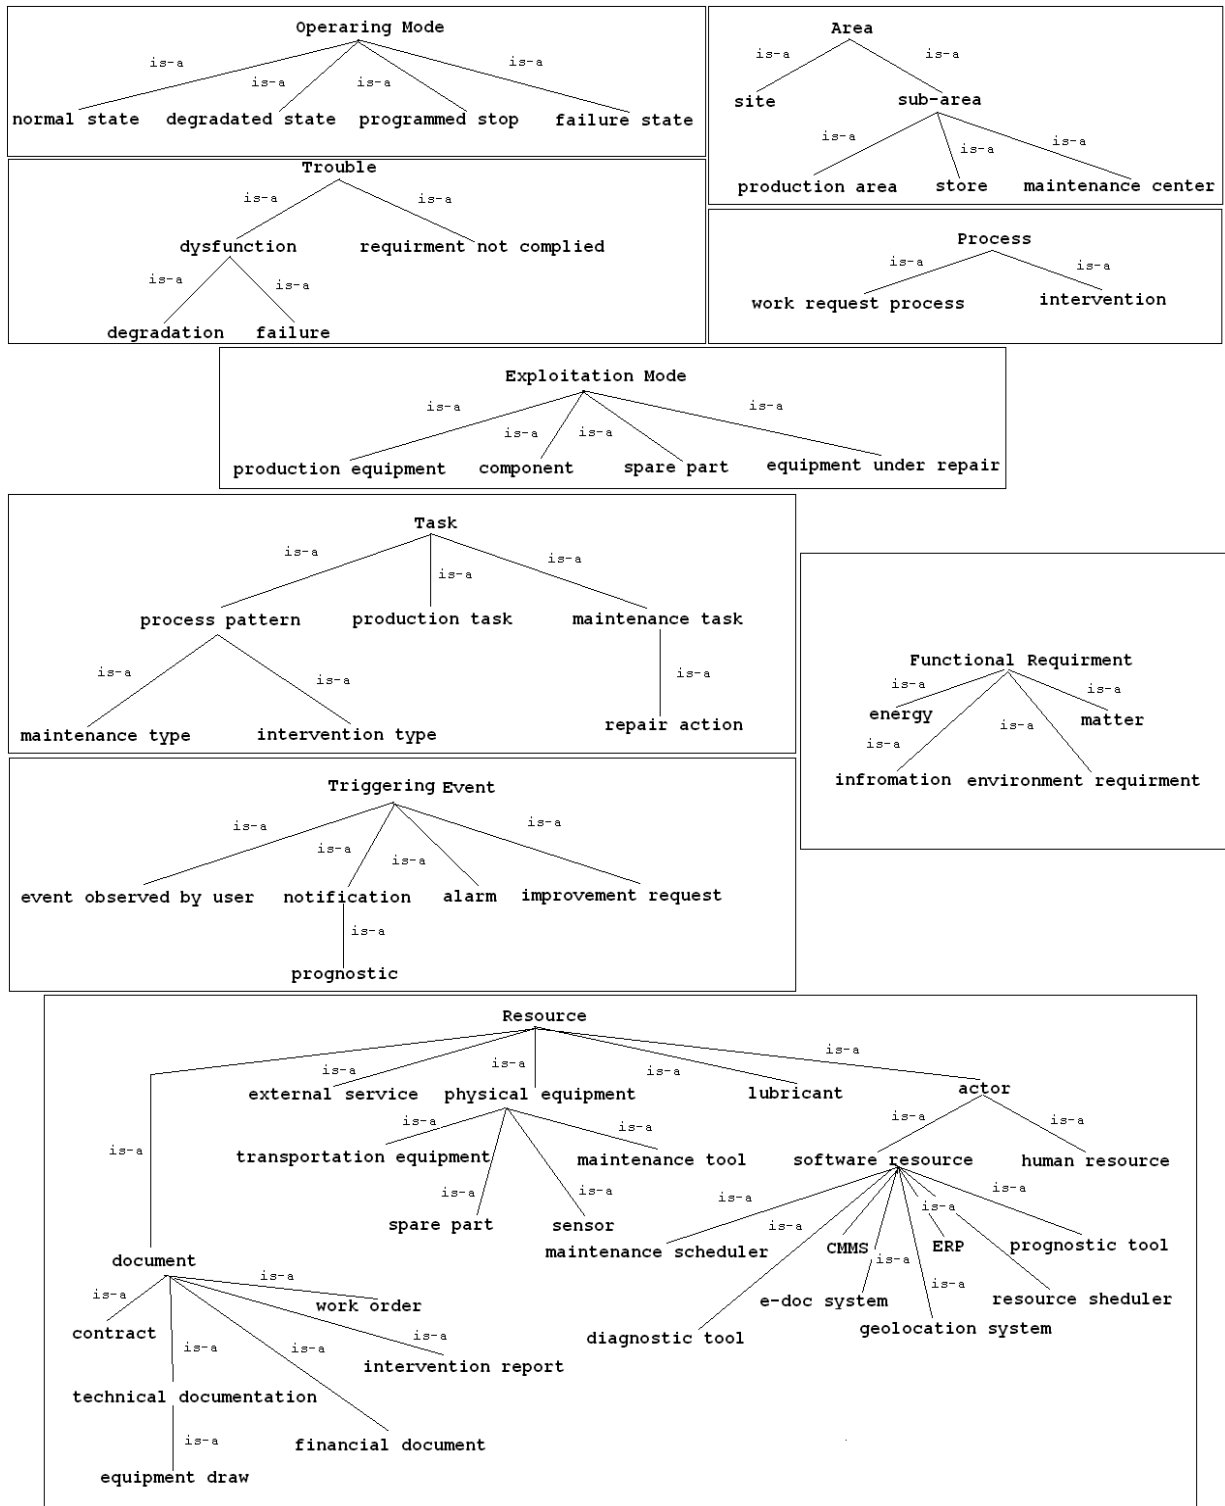 Operaring Mode
is-a
is-a
is-a
is-a
normal state
degradated state
programmed stop
failure state
Area
is-a
is-a
site
sub-area
is-a
is-a
is-a
production area
store
maintenance center
Trouble
is-a
is-a
dysfunction
requirment not complied
is-a
is-a
degradation
failure
Process
is-a
is-a
work request process
intervention
Exploitation Mode
is-a
is-a
is-a
is-a
production equipment
component
spare part
equipment under repair
Task
is-a
is-a
is-a
process pattern
production task
maintenance task
is-a
is-a
is-a
maintenance type
intervention type
repair action
Functional Requirment
is-a
is-a
energy
matter
is-a
is-a
infromation
environment requirment
Triggering Event
is-a
is-a
is-a
is-a
event observed by user
notification
alarm
improvement request
is-a
prognostic
Resource
is-a
is-a
is-a
is-a
is-a
external service
physical equipment
lubricant
actor
is-a
is-a
is-a
is-a
transportation equipment
maintenance tool
software resource
human resource
is-a
is-a
spare part
sensor
is-a
is-a
is-a
is-a
is-a
is-a
maintenance scheduler
CMMS
ERP
prognostic tool
e-doc system
resource sheduler
diagnostic tool
geolocation system
document
is-a
is-a
work order
contract
is-a
is-a
is-a
intervention report
technical documentation
is-a
financial document
equipment draw